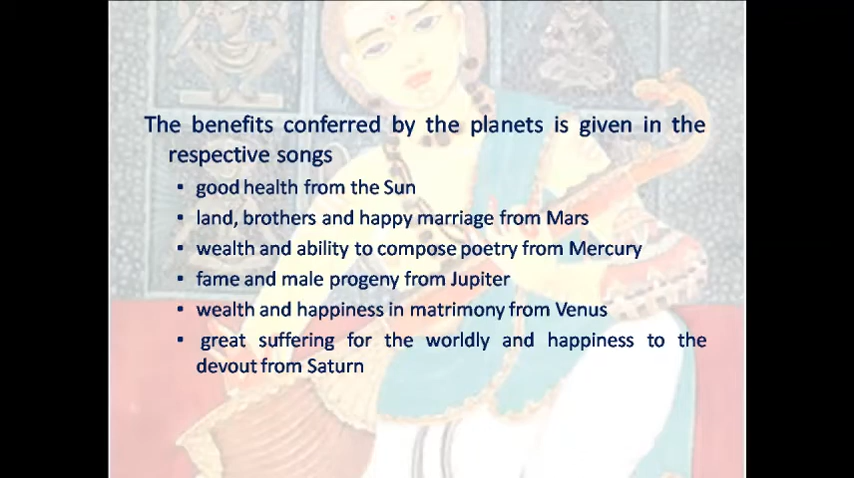 The benefits conferred by the planets is given in the
respective songs
▪ good health from the Sun
▪ land, brothers and happy marriage from Mars
▪ wealth and ability to compose poetry from Mercury
▪ fame and male progeny from Jupiter
▪ wealth and happiness in matrimony from Venus
▪ great suffering for the worldly and happiness to the
devout from Saturn